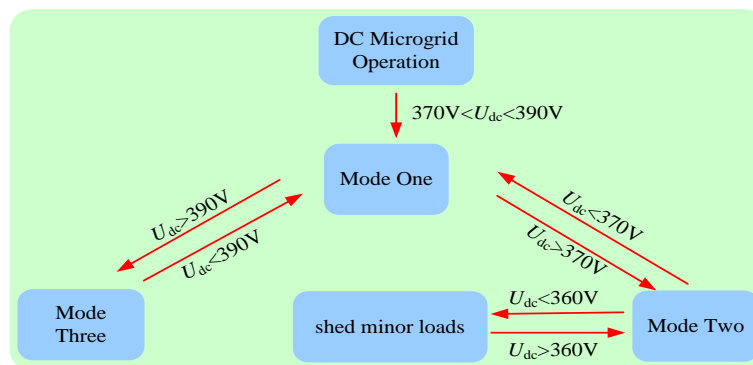 DC Microgrid
Operation
370V<Udc<390V
Mode One
Udc>390V
Udc<390V
Udc<370V
Udc>370V
Mode
Three
shed minor loads
Udc<360V
Udc>360V
Mode Two